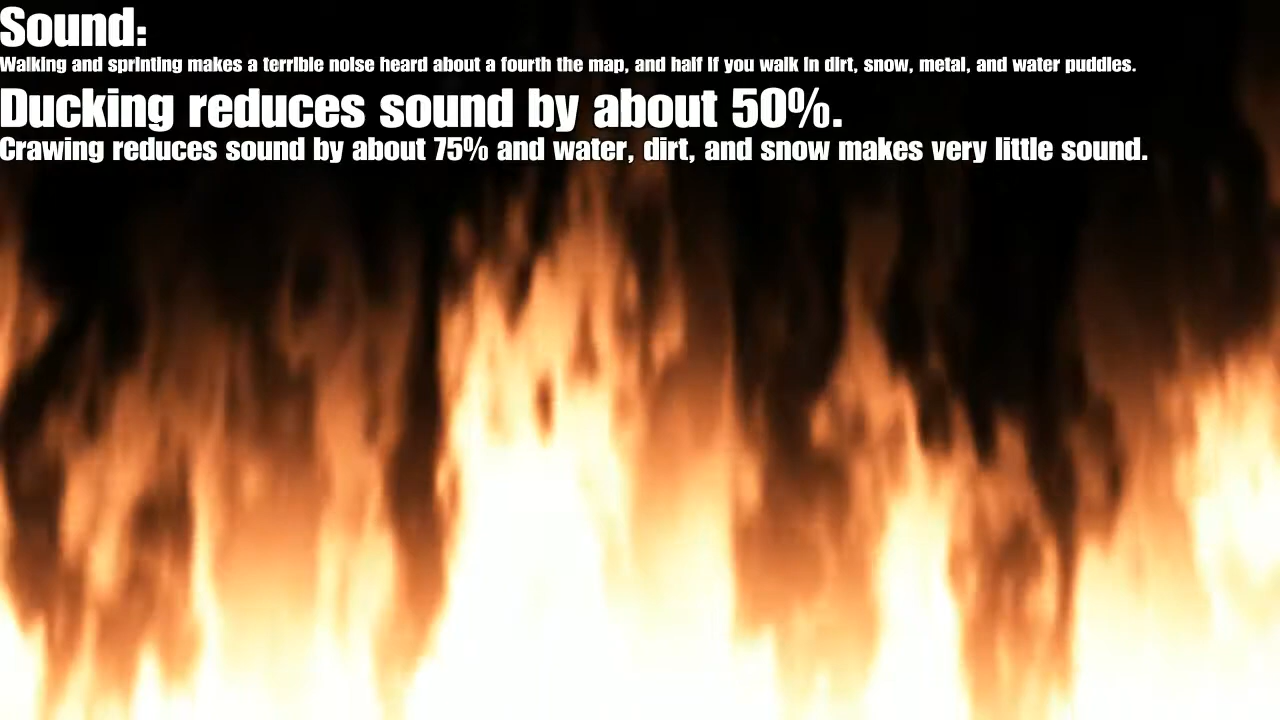 Sound:
Walking and sprinting makes a terrible noise heard about a fourth the map, and half if you walk in dirt, snow, metal, and water puddles.
Ducking reduces sound by about 50%.
Crawing reduces sound by about 75% and water, dirt, and snow makes very little sound.